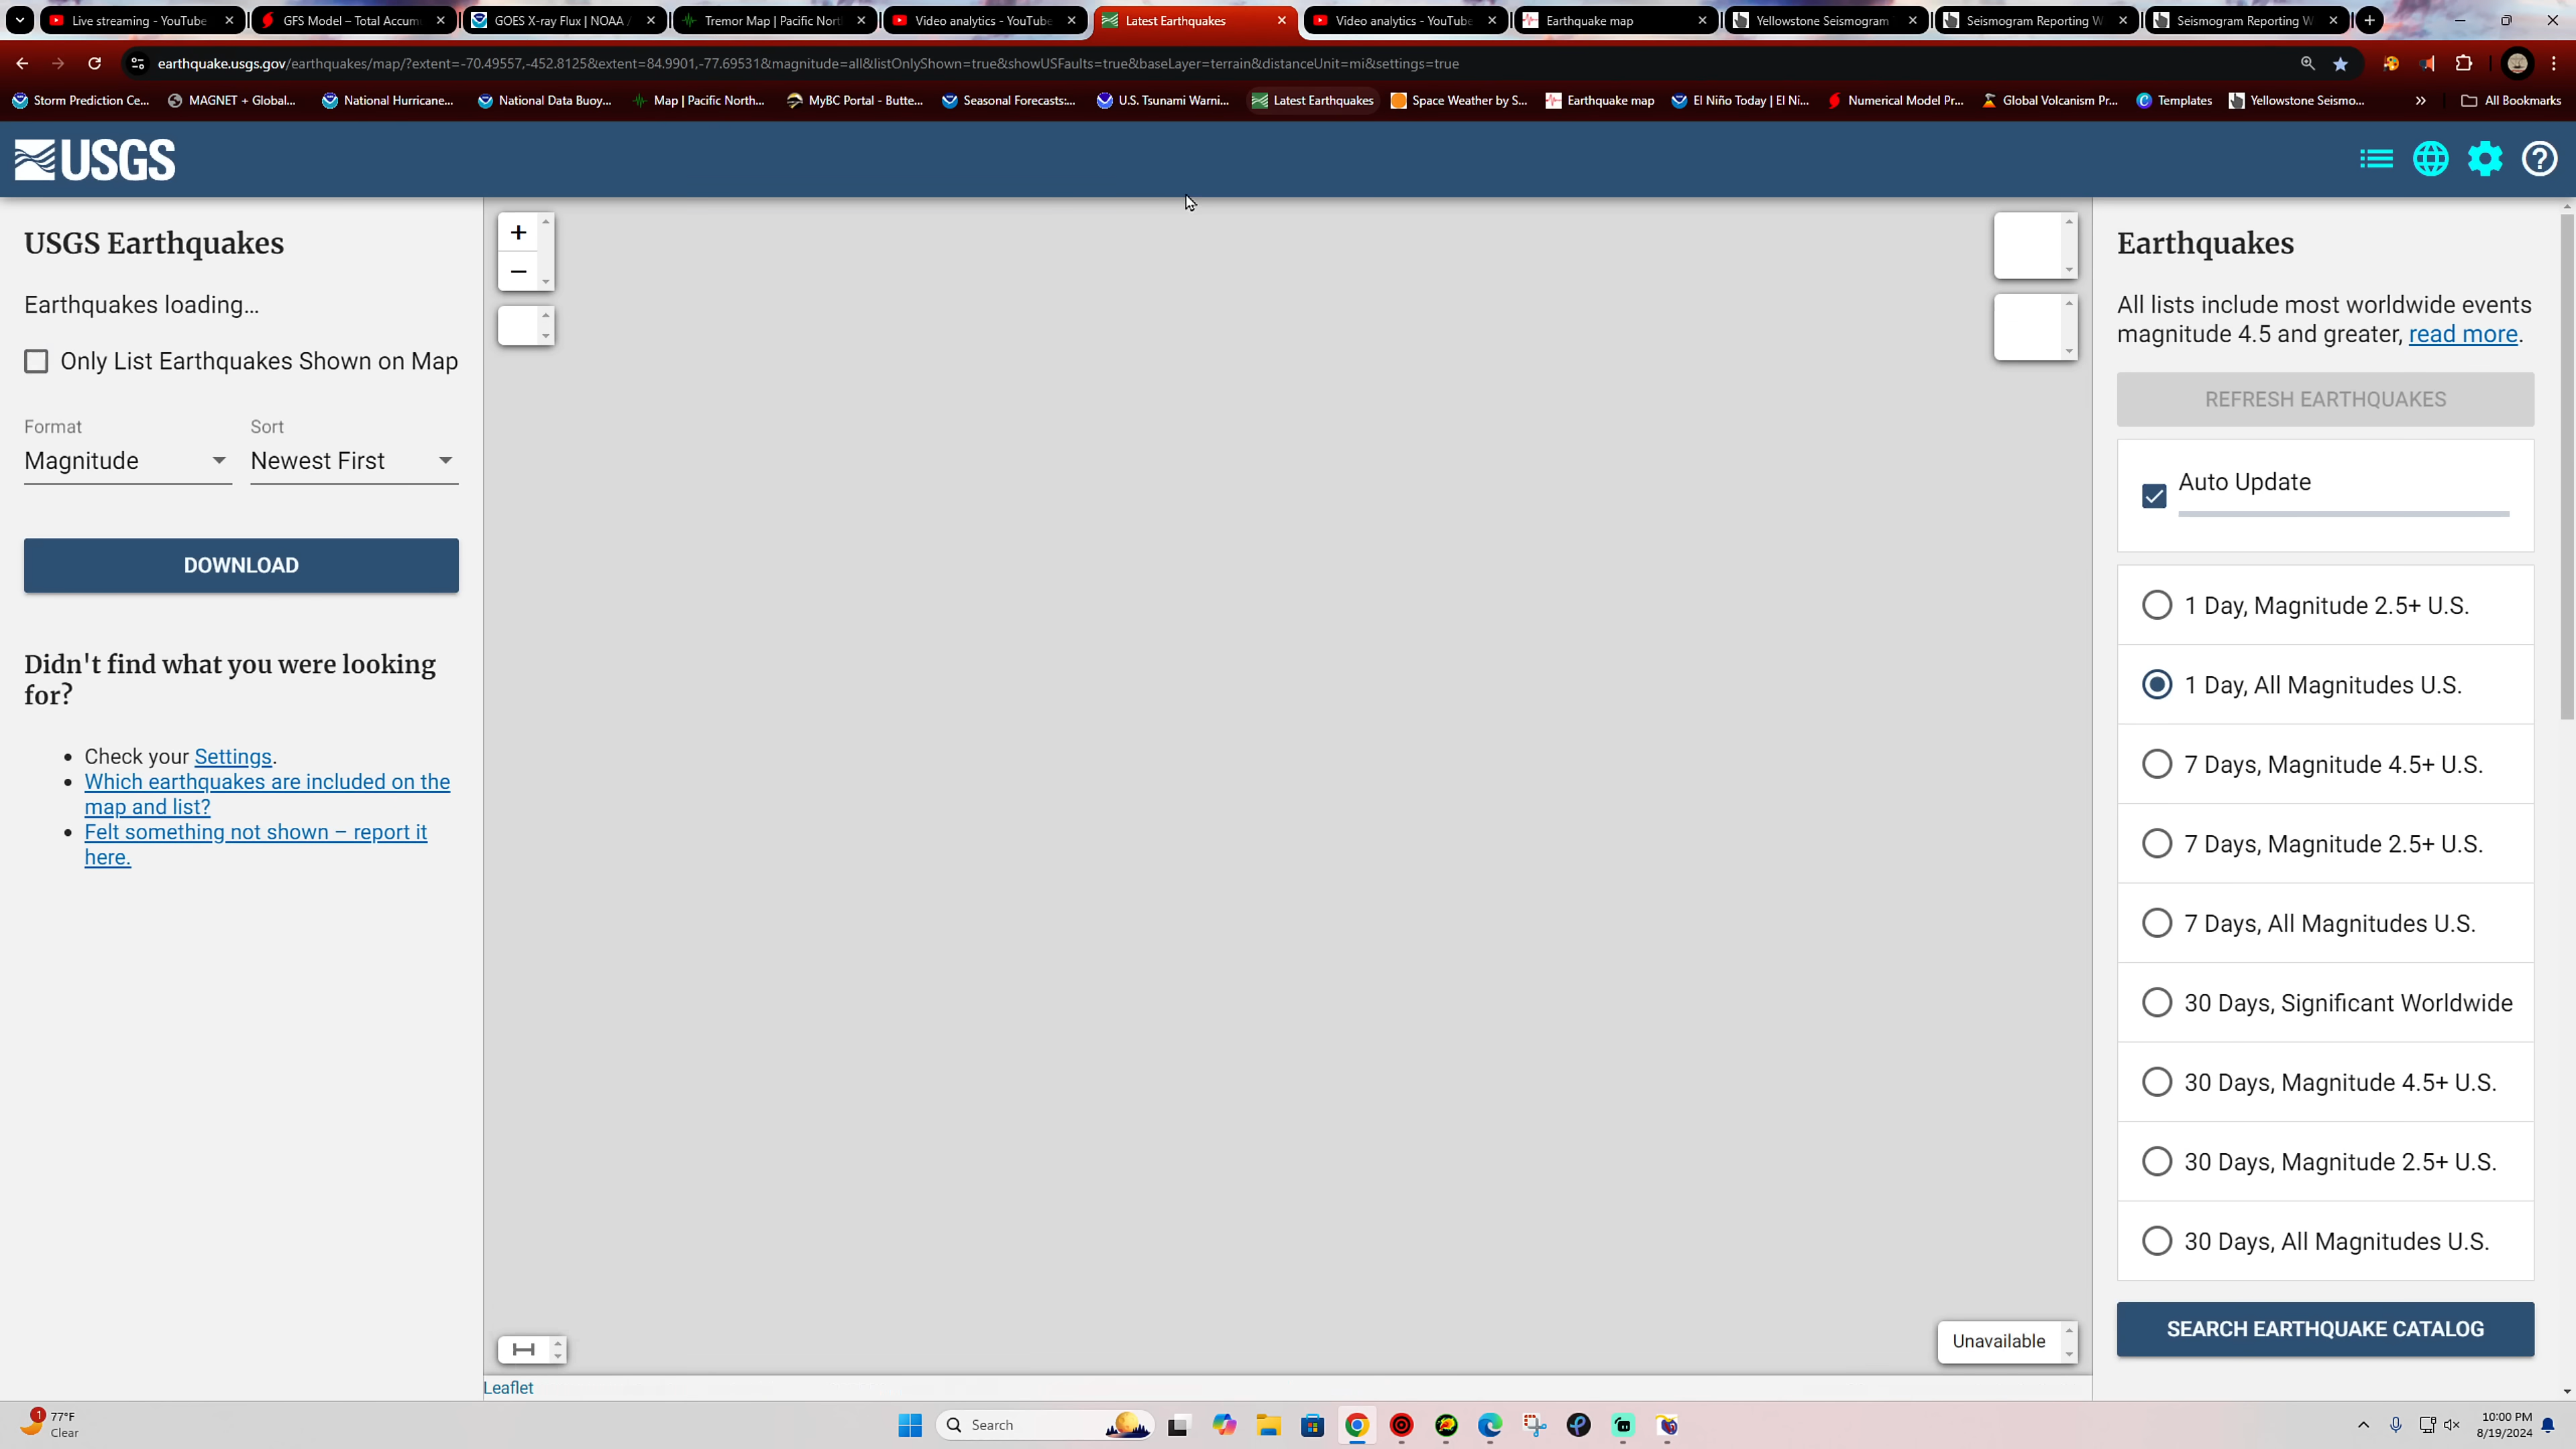 Live streaming - YouTube
GFS Model – Total Accum
GOES X-ray Flux | NOAA /
Tremor Map | Pacific Nort
Video analytics - YouTube
Latest Earthquakes
Video analytics - YouTube
Earthquake map
Yellowstone Seismogram
Seismogram Reporting W
Seismogram Reporting W
earthquake.usgs.gov/earthquakes/map/?extent=-70.49557,-452.8125&extent=84.9901,-77.69531&magnitude=all&listOnlyShown=true&showUSFaults=true&baseLayer=terrain&distanceUnit=mi&settings=true
Storm Prediction Ce...
MAGNET + Global...
National Hurricane...
National Data Buoy...
Map | Pacific North...
MyBC Portal - Butte...
Seasonal Forecasts:...
U.S. Tsunami Warni...
Latest Earthquakes
Space Weather by S...
Earthquake map
El Niño Today | El Ni...
Numerical Model Pr...
Global Volcanism Pr...
Templates
Yellowstone Seismo...
»
All Bookmarks
USGS
USGS Earthquakes
Earthquakes loading...
Only List Earthquakes Shown on Map
Format
Sort
Magnitude
Newest First
DOWNLOAD
Didn't find what you were looking
for?
• Check your Settings.
• Which earthquakes are included on the
map and list?
• Felt something not shown – report it
here.
+
−
Unavailable
Leaflet
Earthquakes
All lists include most worldwide events
magnitude 4.5 and greater, read more.
REFRESH EARTHQUAKES
Auto Update
1 Day, Magnitude 2.5+ U.S.
1 Day, All Magnitudes U.S.
7 Days, Magnitude 4.5+ U.S.
7 Days, Magnitude 2.5+ U.S.
7 Days, All Magnitudes U.S.
30 Days, Significant Worldwide
30 Days, Magnitude 4.5+ U.S.
30 Days, Magnitude 2.5+ U.S.
30 Days, All Magnitudes U.S.
SEARCH EARTHQUAKE CATALOG
1
77°F
Clear
Search
10:00 PM
8/19/2024